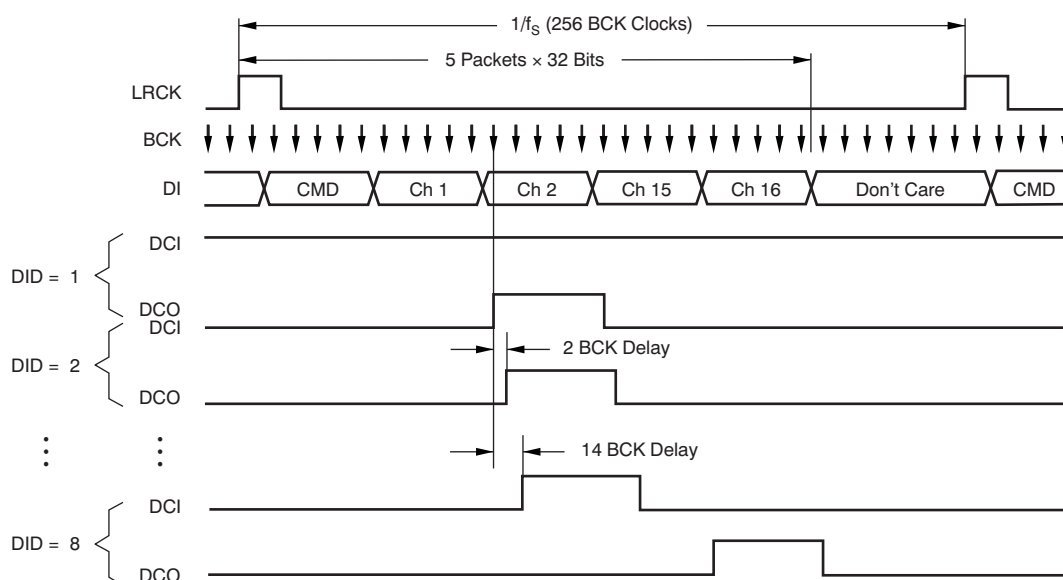 1/fS (256 BCK Clocks)
5 Packets × 32 Bits
LRCK
BCK
DI
CMD
Ch 1
Ch 2
Ch 15
Ch 16
Don't Care
CMD
DCI
DID = 1
DCO
DCI
2 BCK Delay
DID = 2
DCO
14 BCK Delay
DCI
DID = 8
DCO